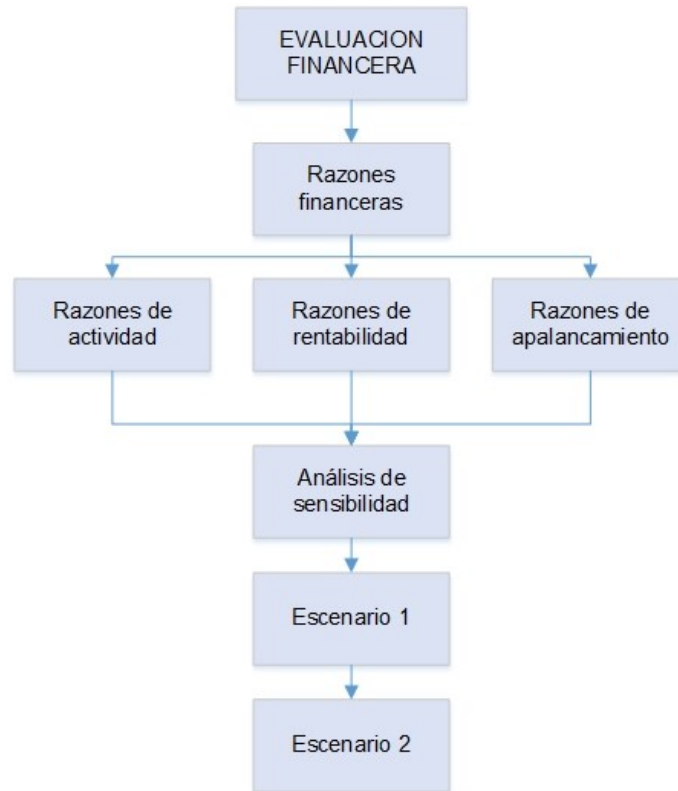 EVALUACION
FINANCERA
Razones
financeras
Razones de
actividad
Razones de
rentabilidad
Razones de
apalancamiento
Análisis de
sensibilidad
Escenario 1
Escenario 2